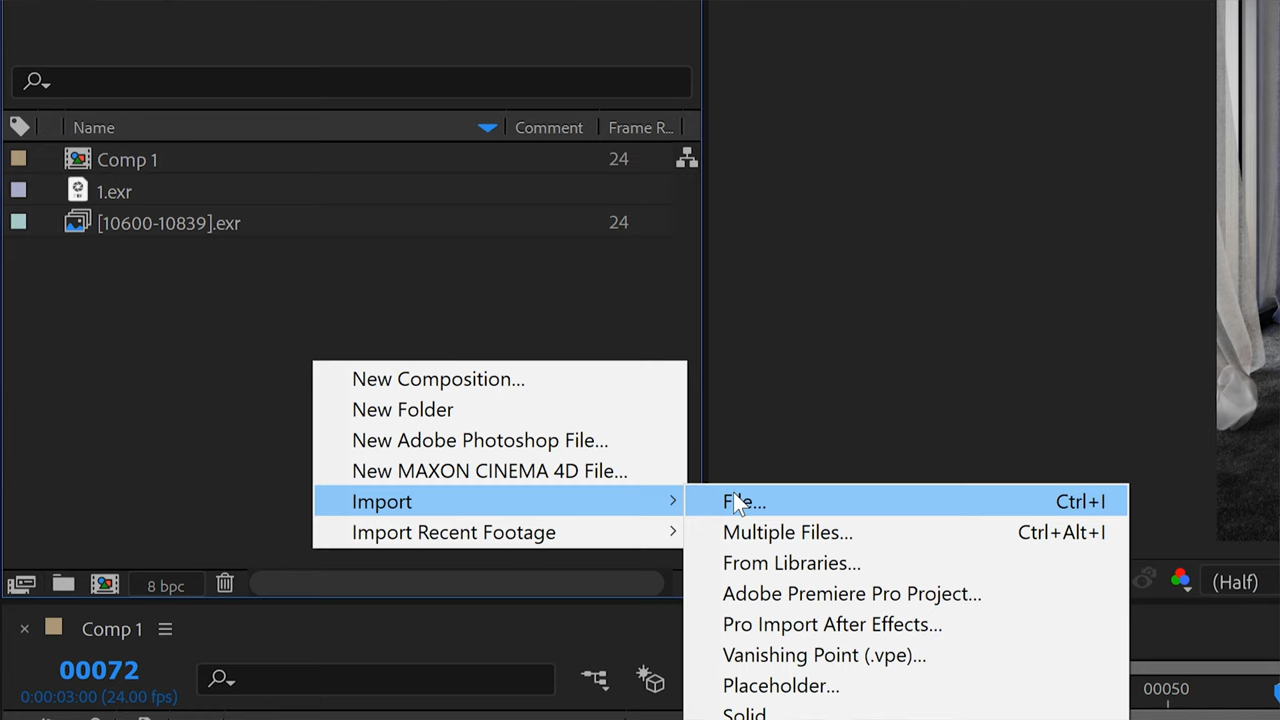 Name Comment Frame R...
Comp 1 24
1.exr
[10600-10839].exr 24
New Composition...
New Folder
New Adobe Photoshop File...
New MAXON CINEMA 4D File...
Import >
Import Recent Footage >
File... Ctrl+I
Multiple Files... Ctrl+Alt+I
From Libraries...
Adobe Premiere Pro Project...
Pro Import After Effects...
Vanishing Point (.vpe)...
Placeholder...
Solid
8 bpc
(Half)
× Comp 1
00072
0:00:03:00 (24.00 fps)
00050